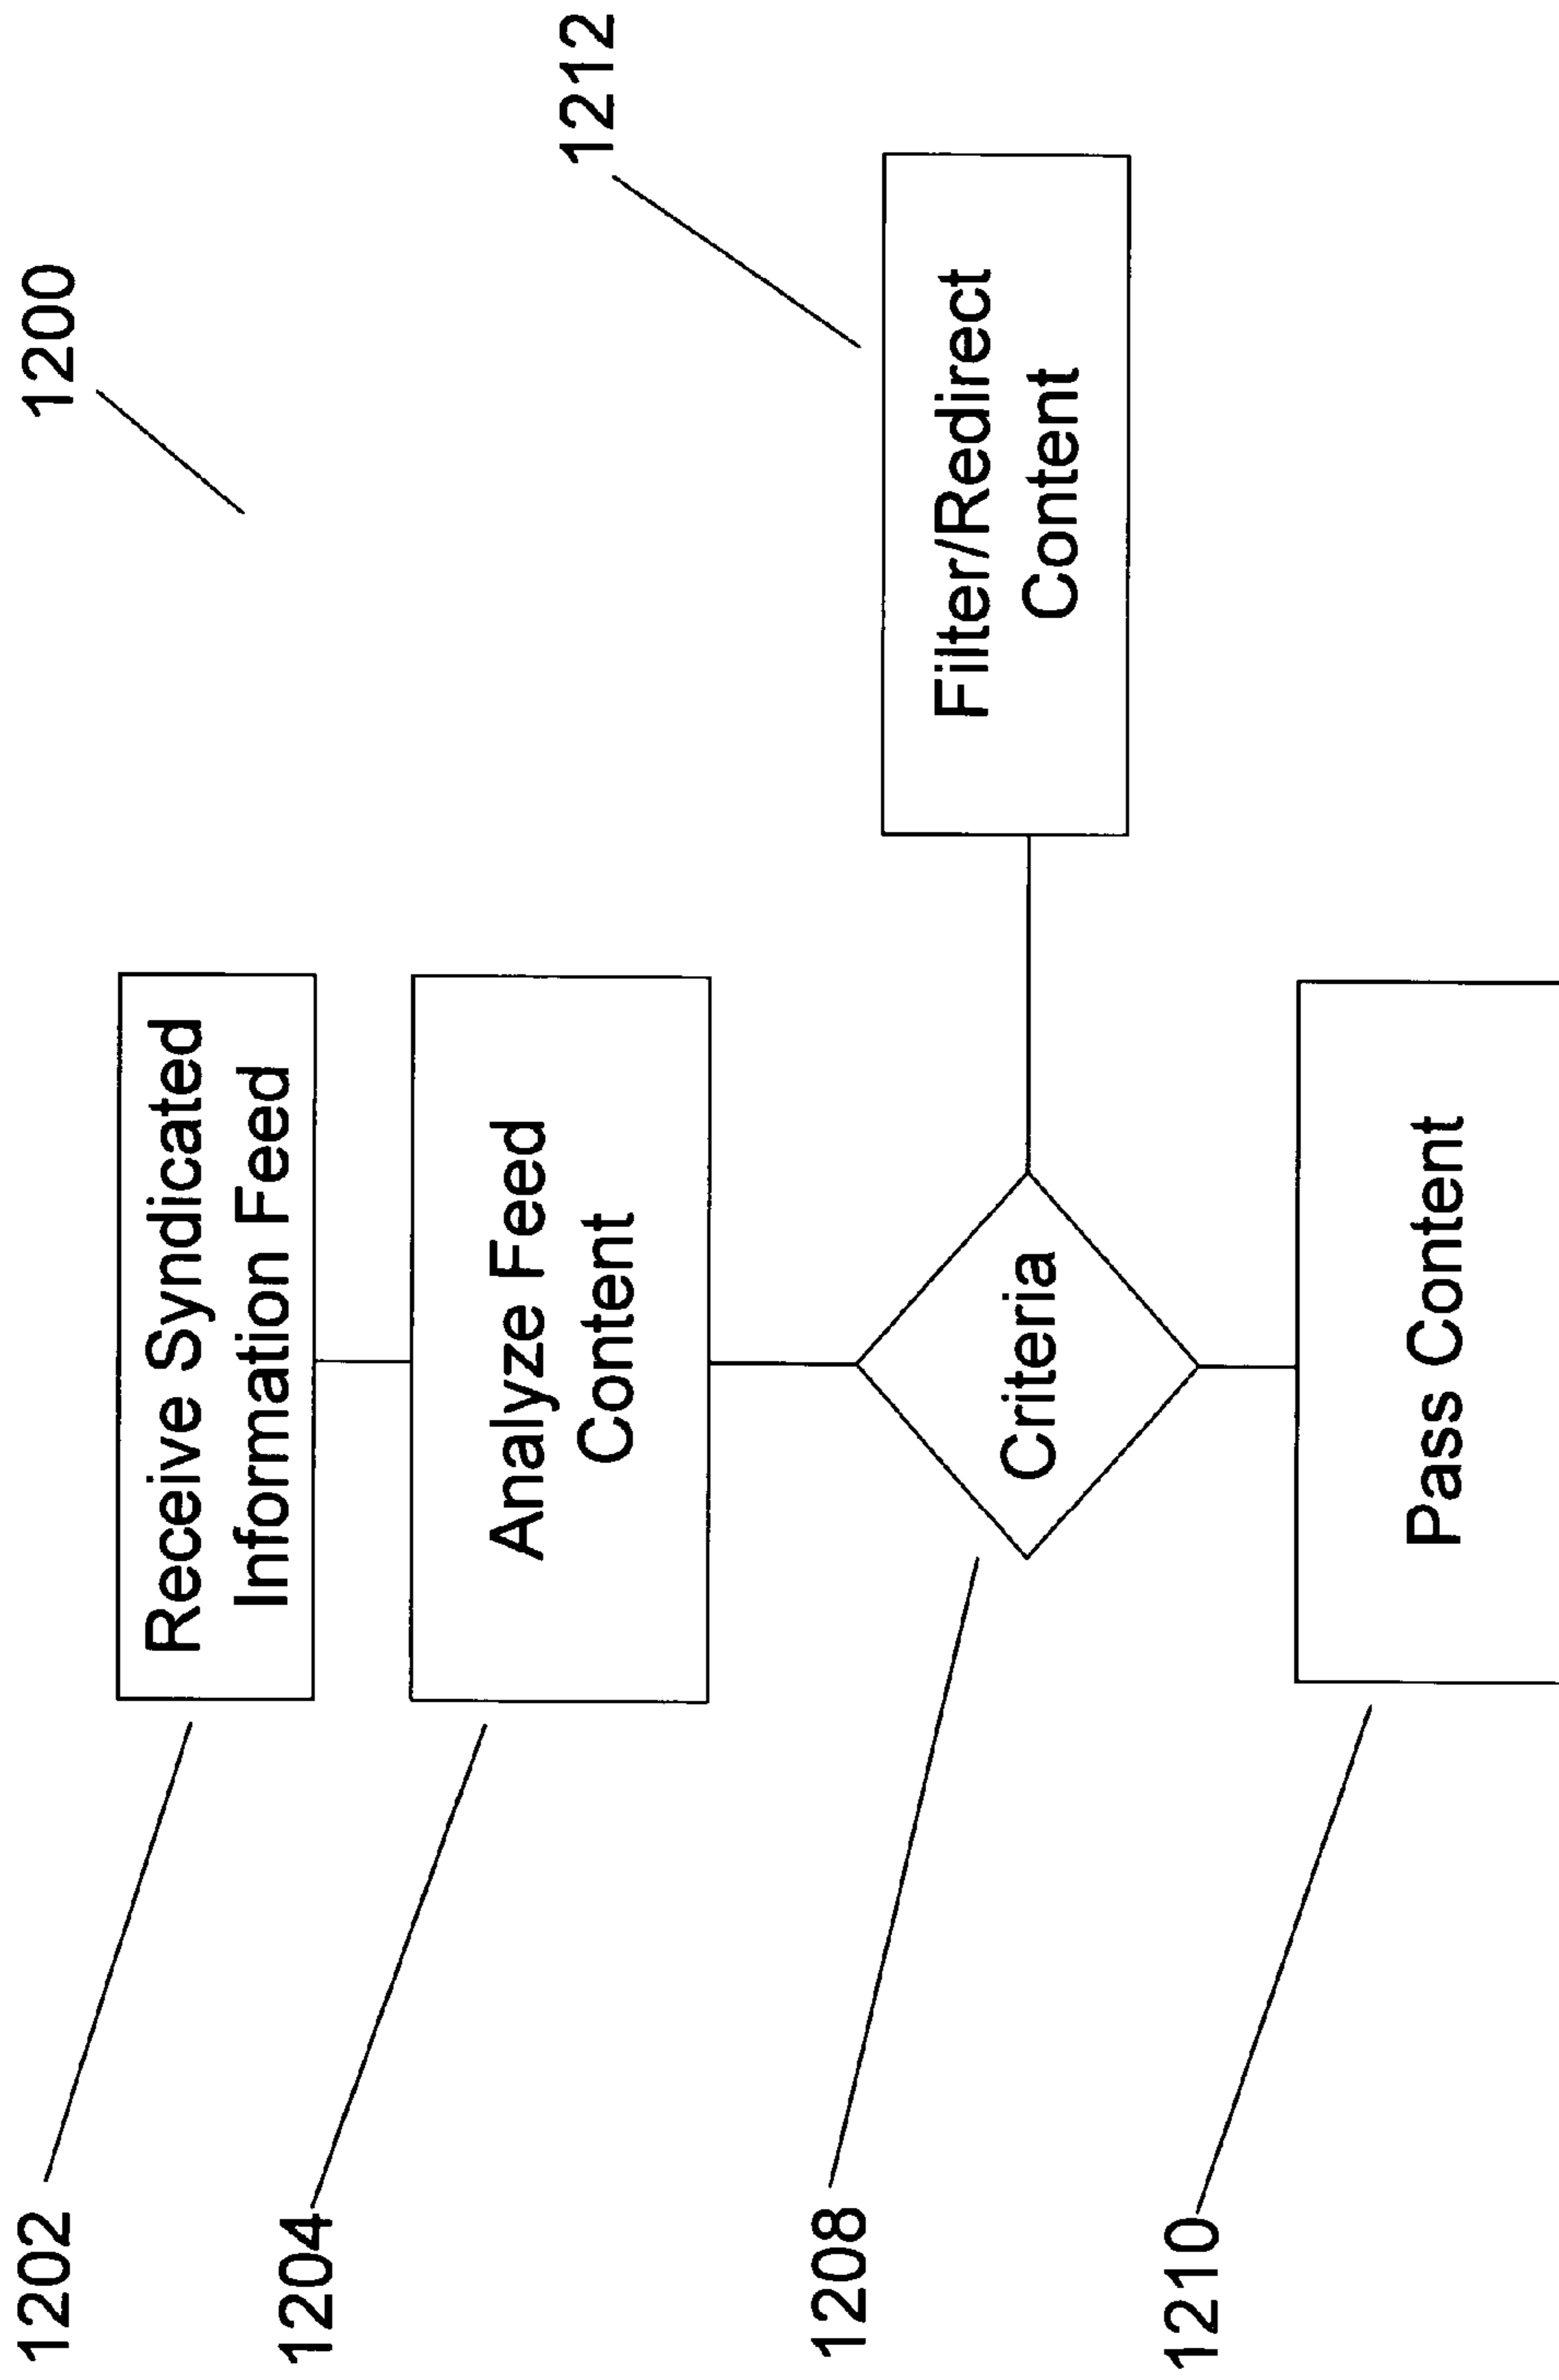 1200
1202
Receive Syndicated
Information Feed
1204
Analyze Feed
Content
1208
Criteria
1212
Filter/Redirect
Content
1210
Pass Content